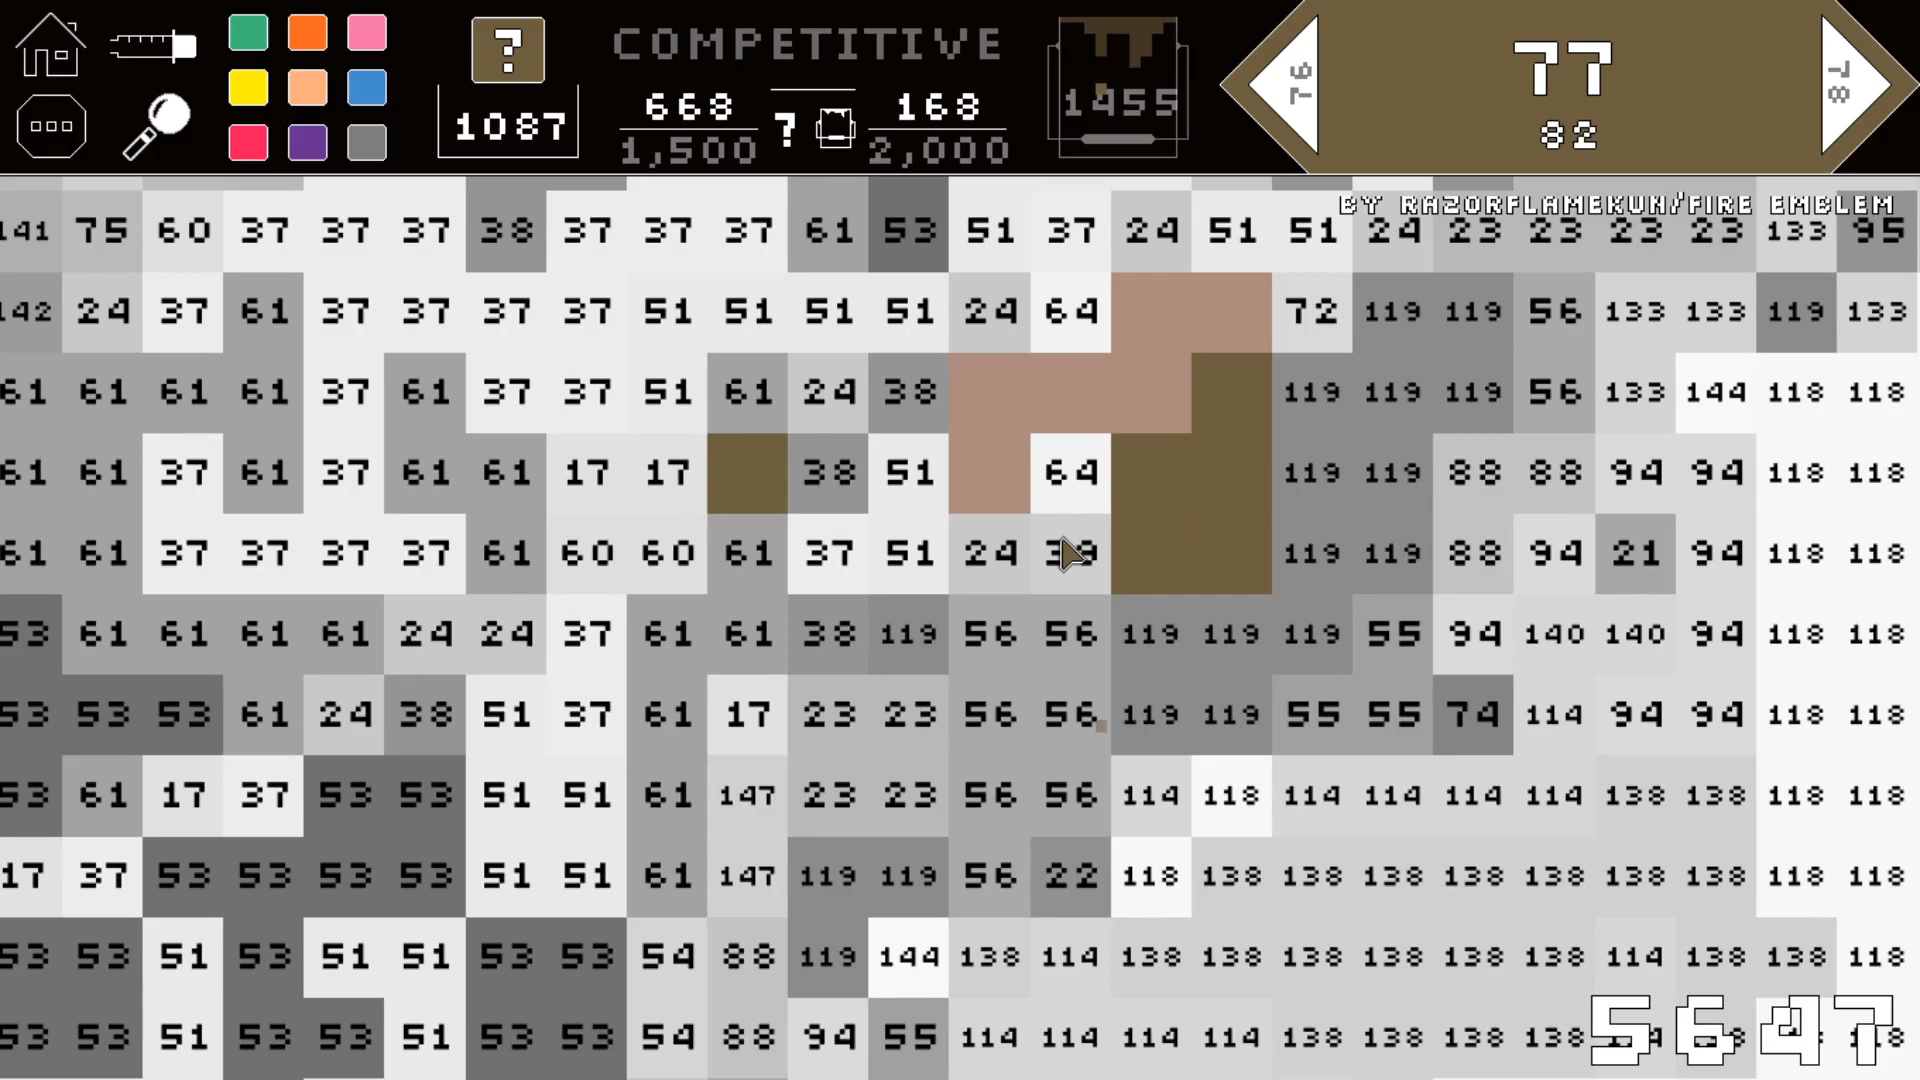 ? COMPETITIVE 77
668 168 1455 76 78
1087 ?
1,500 2,000 82
BY RAZORFLAMEKUN/FIRE EMBLEM
141 75 60 37 37 37 38 37 37 37 61 53 51 37 24 51 51 24 23 23 23 23 133 95
142 24 37 61 37 37 37 37 51 51 51 51 24 64 72 119 119 56 133 133 119 133
61 61 61 61 37 61 37 37 51 61 24 38 119 119 119 56 133 144 118 118
61 61 37 61 37 61 61 17 17 38 51 64 119 119 88 88 94 94 118 118
61 61 37 37 37 37 61 60 60 61 37 51 24 39 119 119 88 94 21 94 118 118
53 61 61 61 61 24 24 37 61 61 38 119 56 56 119 119 119 55 94 140 140 94 118 118
53 53 53 61 24 38 51 37 61 17 23 23 56 56 119 119 55 55 74 114 94 94 118 118
53 61 17 37 53 53 51 51 61 147 23 23 56 56 114 118 114 114 114 114 138 138 118 118
17 37 53 53 53 53 51 51 61 147 119 119 56 22 118 138 138 138 138 138 138 138 118 118
53 53 51 53 51 51 53 53 54 88 119 144 138 114 138 138 138 138 138 138 114 138 138 118
53 53 51 53 53 51 53 53 54 88 94 55 114 114 114 114 138 138 138 138
5647